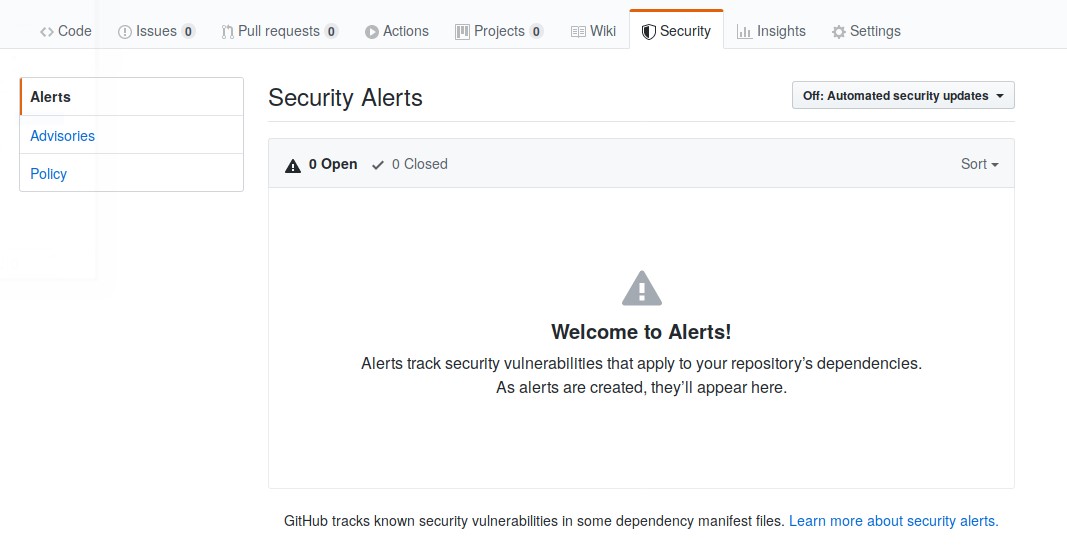 Code Issues 0 Pull requests 0 Actions Projects 0 Wiki Security Insights Settings
Alerts
Advisories
Policy
Security Alerts
Off: Automated security updates
0 Open 0 Closed
Sort
Welcome to Alerts!
Alerts track security vulnerabilities that apply to your repository’s dependencies.
As alerts are created, they’ll appear here.
GitHub tracks known security vulnerabilities in some dependency manifest files. Learn more about security alerts.